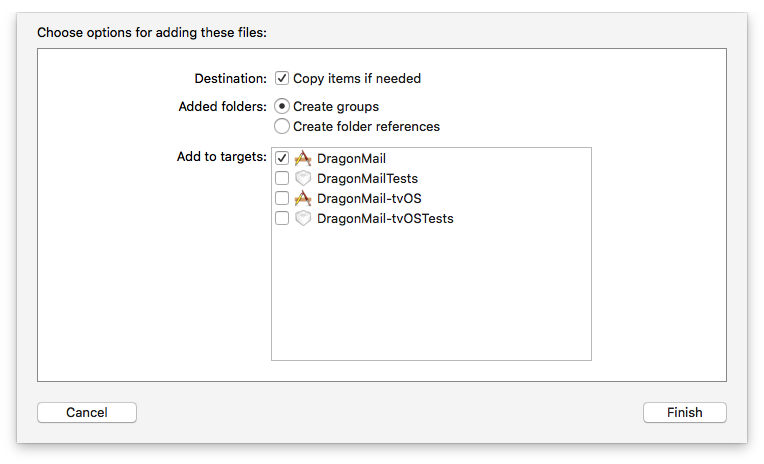 Choose options for adding these files:
Destination: Copy items if needed
Added folders: Create groups
Create folder references
Add to targets: DragonMail
DragonMailTests
DragonMail-tvOS
DragonMail-tvOSTests
Cancel Finish